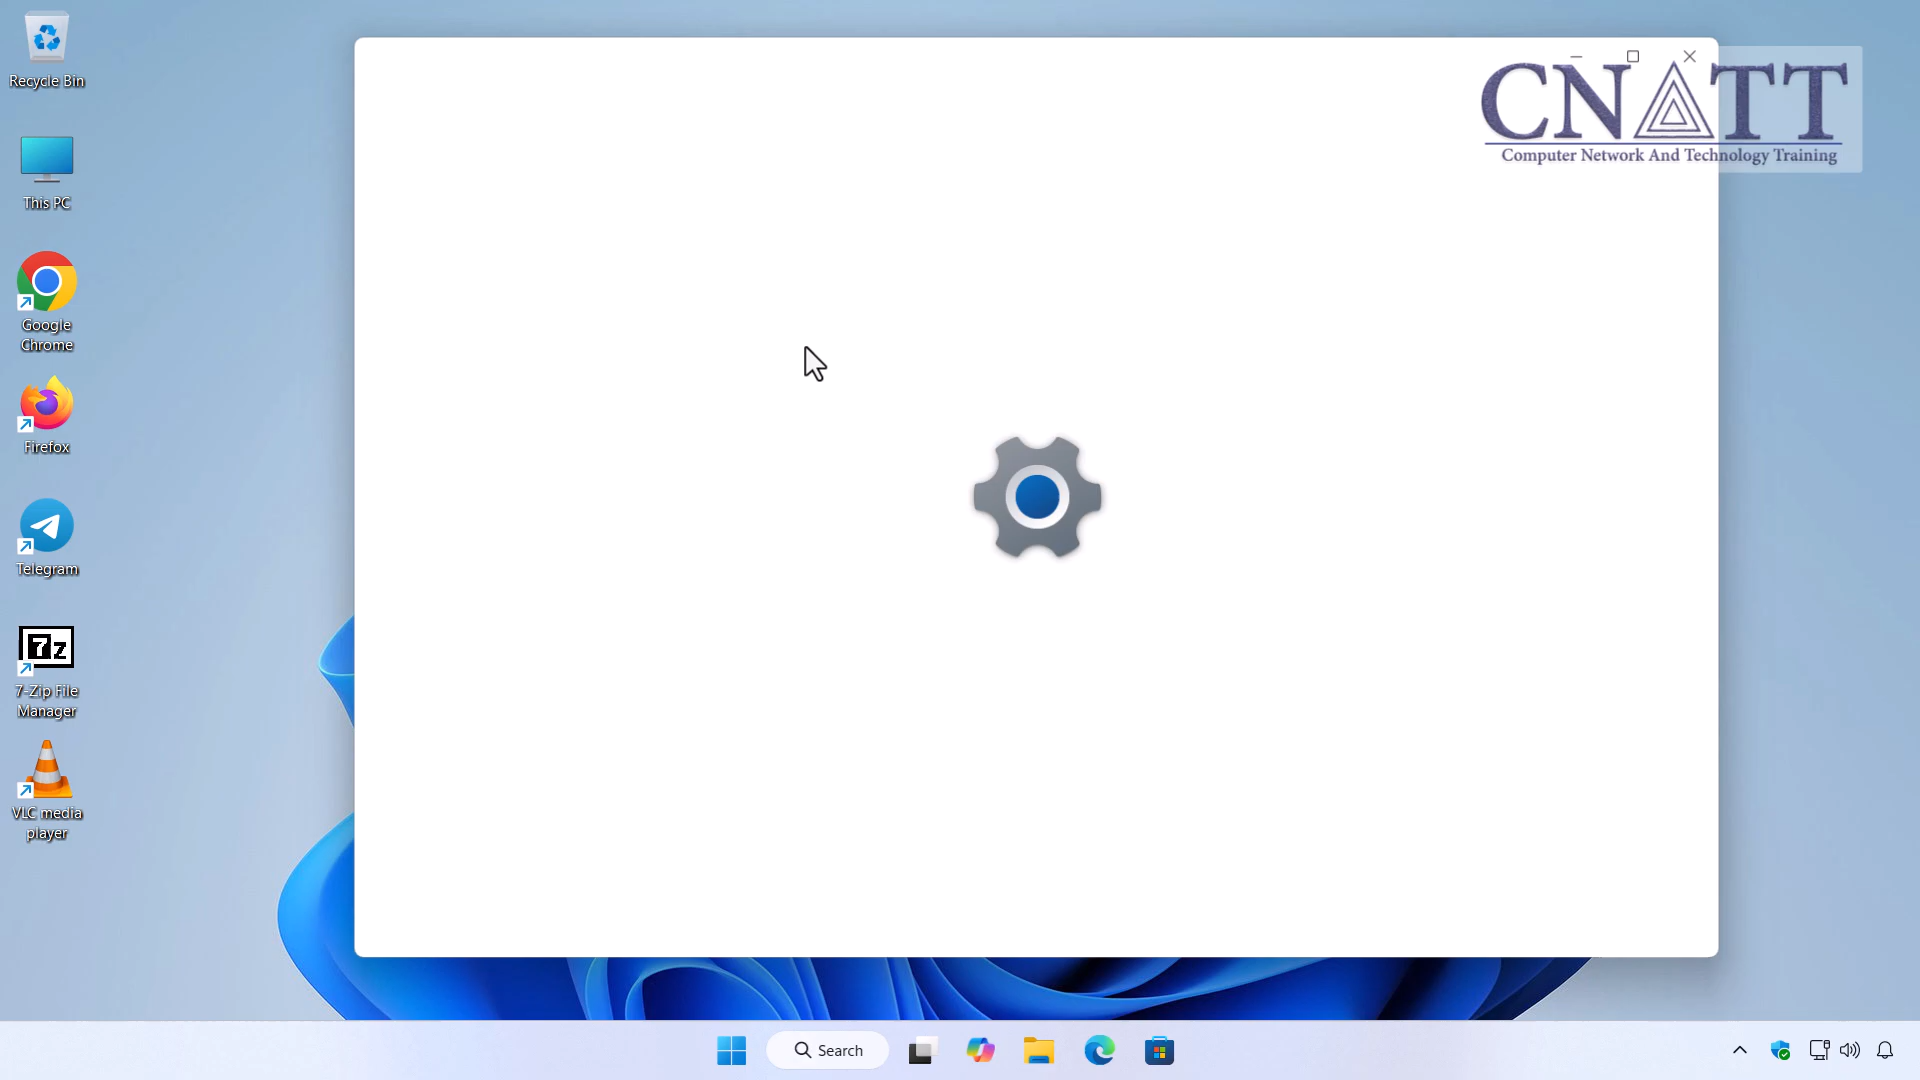 Recycle Bin
This PC
Google
Chrome
Firefox
Telegram
7z
7-Zip File
Manager
VLC media
player
CNATT
Computer Network And Technology Training
Search